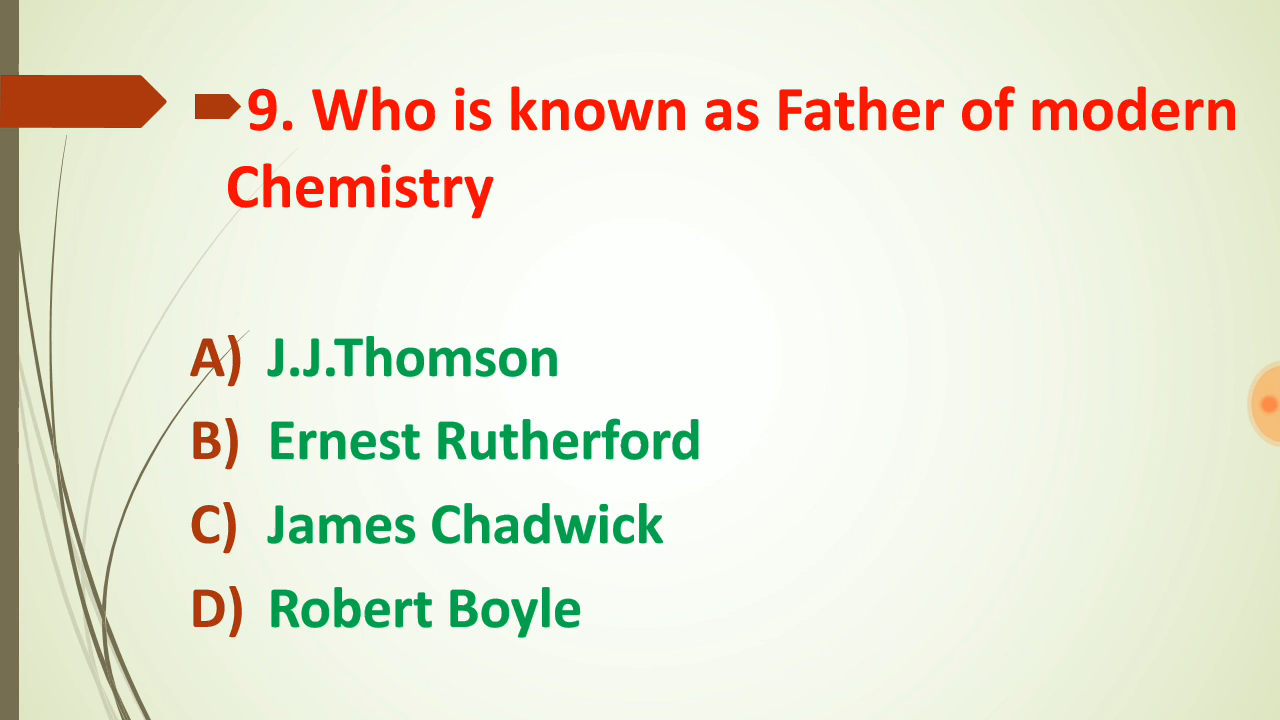 9. Who is known as Father of modern
Chemistry
A) J.J.Thomson
B) Ernest Rutherford
C) James Chadwick
D) Robert Boyle